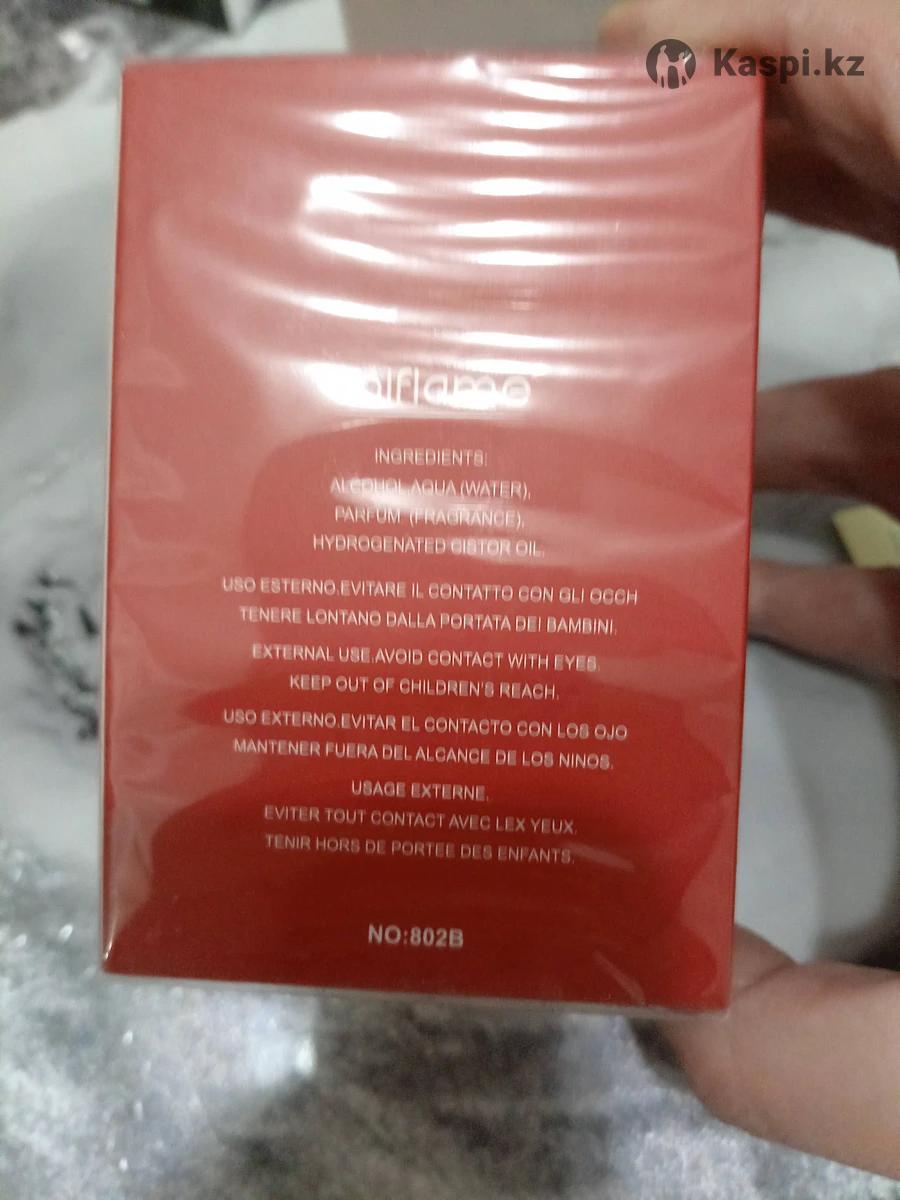 Kaspi.kz
olflame
INGREDIENTS:
ALCOUOL,AQUA (WATER),
PARFUM (FRAGRANCE),
HYDROGENATED CISTOR OIL.
USO ESTERNO.EVITARE IL CONTATTO CON GLI OCCH
TENERE LONTANO DALLA PORTATA DEI BAMBINI.
EXTERNAL USE.AVOID CONTACT WITH EYES.
KEEP OUT OF CHILDREN'S REACH.
USO EXTERNO.EVITAR EL CONTACTO CON LOS OJO
MANTENER FUERA DEL ALCANCE DE LOS NINOS.
USAGE EXTERNE.
EVITER TOUT CONTACT AVEC LEX YEUX.
TENIR HORS DE PORTEE DES ENFANTS.
NO:802B